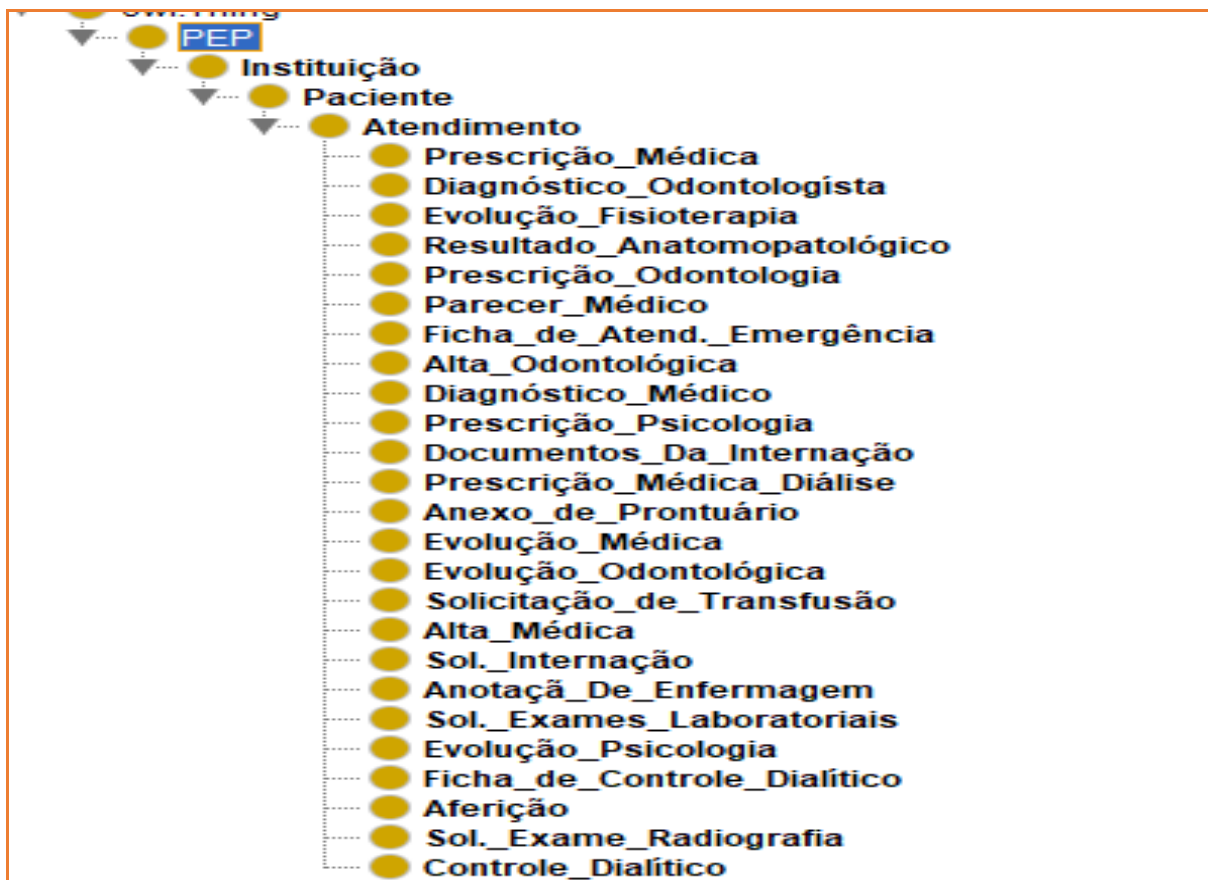 PEP
Instituição
Paciente
Atendimento
Prescrição_Médica
Diagnóstico_Odontologísta
Evolução_Fisioterapia
Resultado_Anatomopatológico
Prescrição_Odontologia
Parecer_Médico
Ficha_de_Atend._Emergência
Alta_Odontológica
Diagnóstico_Médico
Prescrição_Psicologia
Documentos_Da_Internação
Prescrição_Médica_Diálise
Anexo_de_Prontuário
Evolução_Médica
Evolução_Odontológica
Solicitação_de_Transfusão
Alta_Médica
Sol._Internação
Anotaçã_De_Enfermagem
Sol._Exames_Laboratoriais
Evolução_Psicologia
Ficha_de_Controle_Dialítico
Aferição
Sol._Exame_Radiografia
Controle_Dialítico